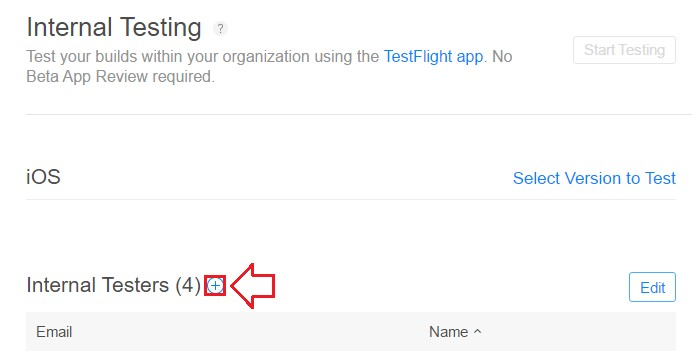 Internal Testing ?
Test your builds within your organization using the TestFlight app. No
Beta App Review required.
Start Testing
iOS
Select Version to Test
Internal Testers (4)
Edit
Email
Name